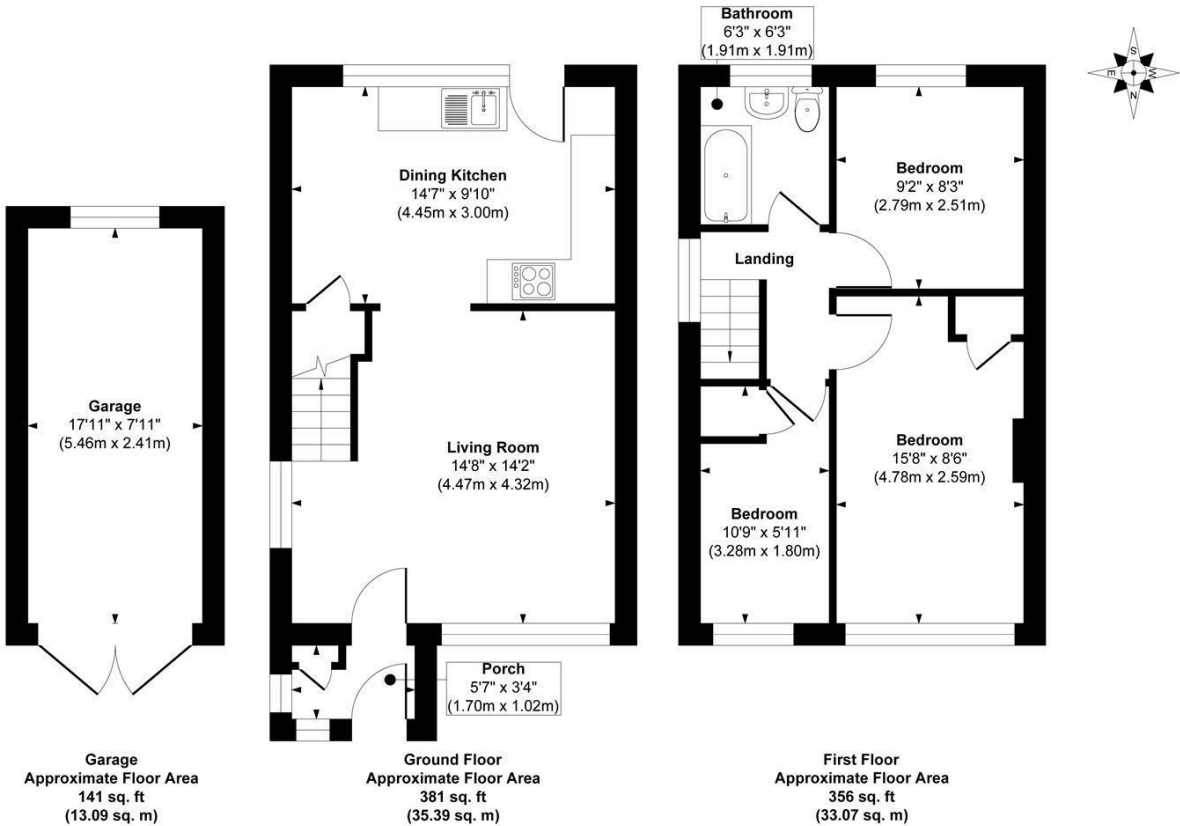 Bathroom
6'3" x 6'3"
(1.91m x 1.91m)
S
E
W
N
Dining Kitchen
14'7" x 9'10"
(4.45m x 3.00m)
Bedroom
9'2" x 8'3"
(2.79m x 2.51m)
Landing
Garage
17'11" x 7'11"
(5.46m x 2.41m)
Living Room
14'8" x 14'2"
(4.47m x 4.32m)
Bedroom
15'8" x 8'6"
(4.78m x 2.59m)
Bedroom
10'9" x 5'11"
(3.28m x 1.80m)
Porch
5'7" x 3'4"
(1.70m x 1.02m)
Garage
Approximate Floor Area
141 sq. ft
(13.09 sq. m)
Ground Floor
Approximate Floor Area
381 sq. ft
(35.39 sq. m)
First Floor
Approximate Floor Area
356 sq. ft
(33.07 sq. m)